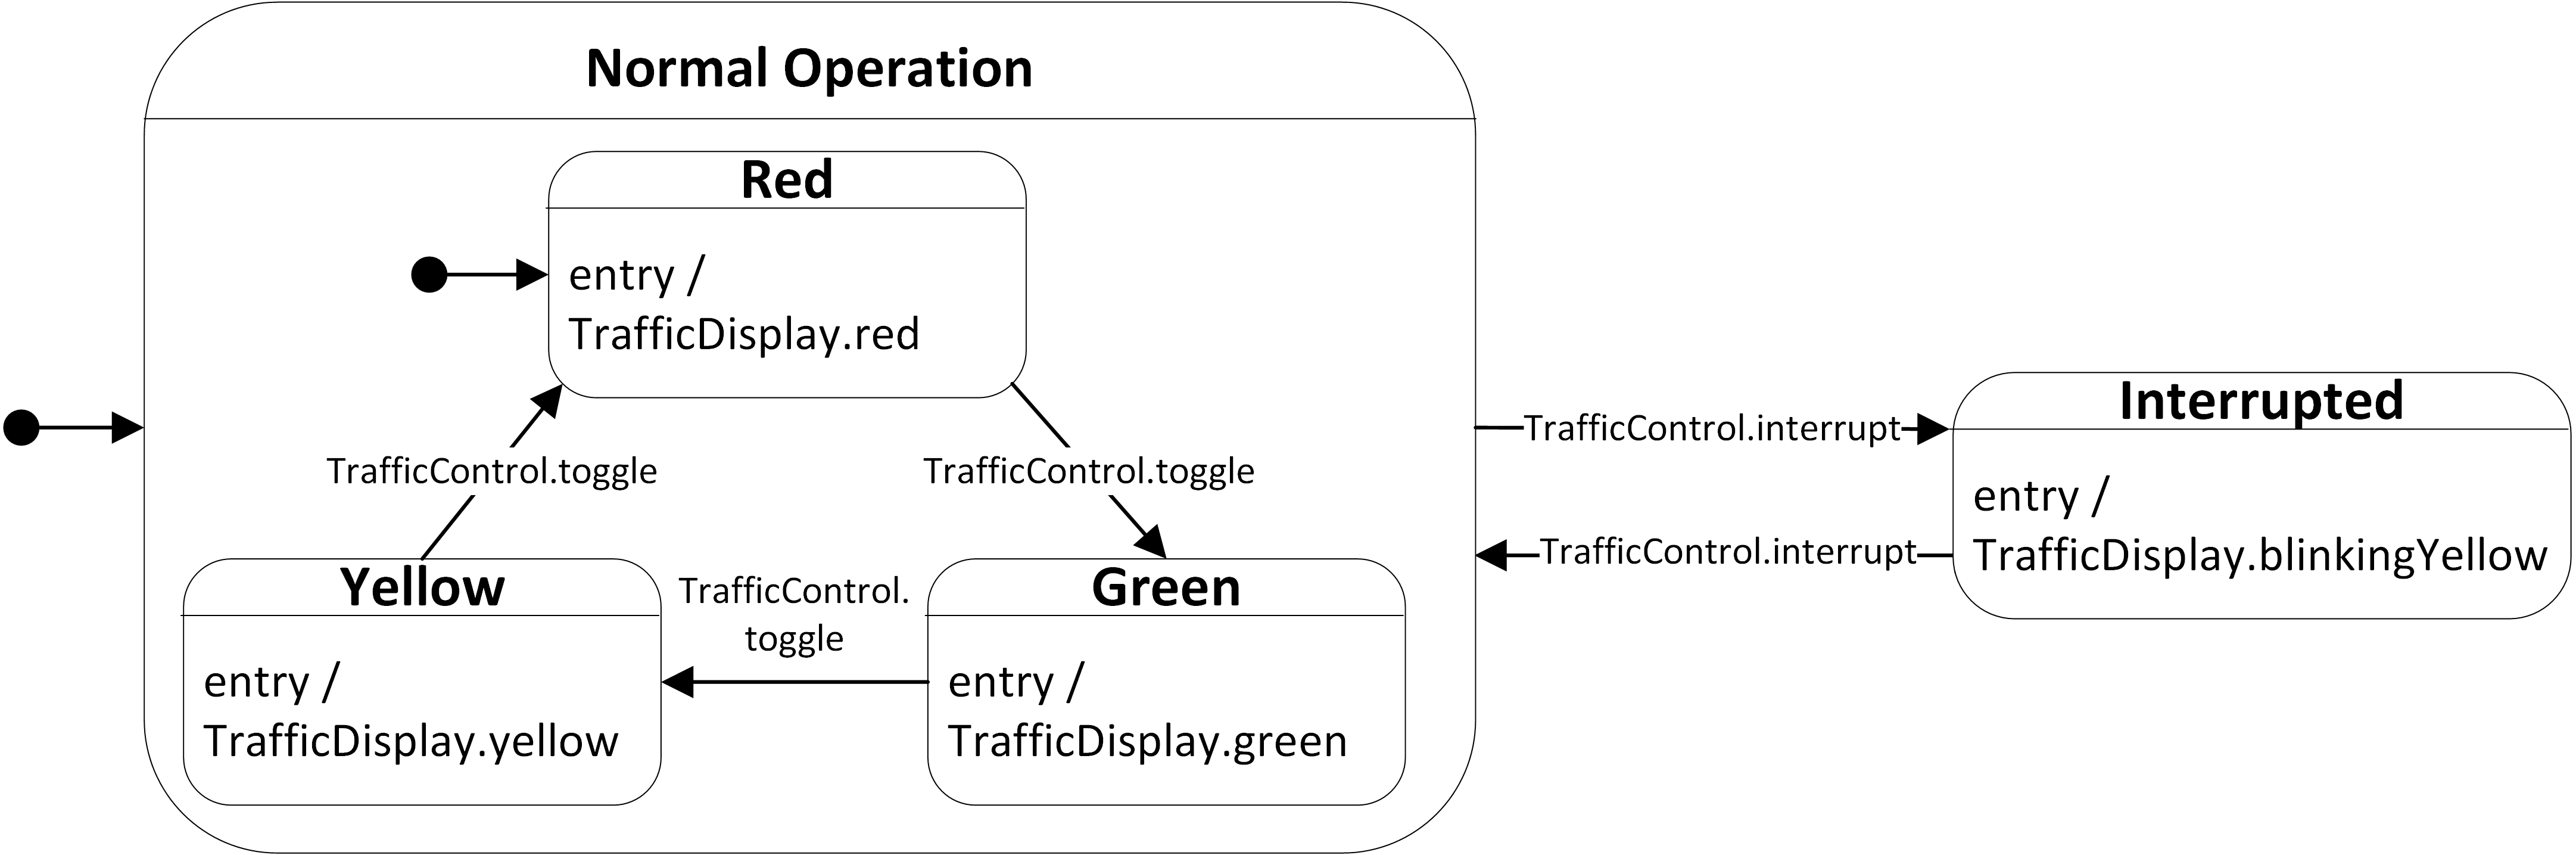 Normal Operation
Red
entry /
TrafficDisplay.red
TrafficControl.toggle
TrafficControl.toggle
Yellow
entry /
TrafficDisplay.yellow
TrafficControl.
toggle
Green
entry /
TrafficDisplay.green
TrafficControl.interrupt
TrafficControl.interrupt
Interrupted
entry /
TrafficDisplay.blinkingYellow